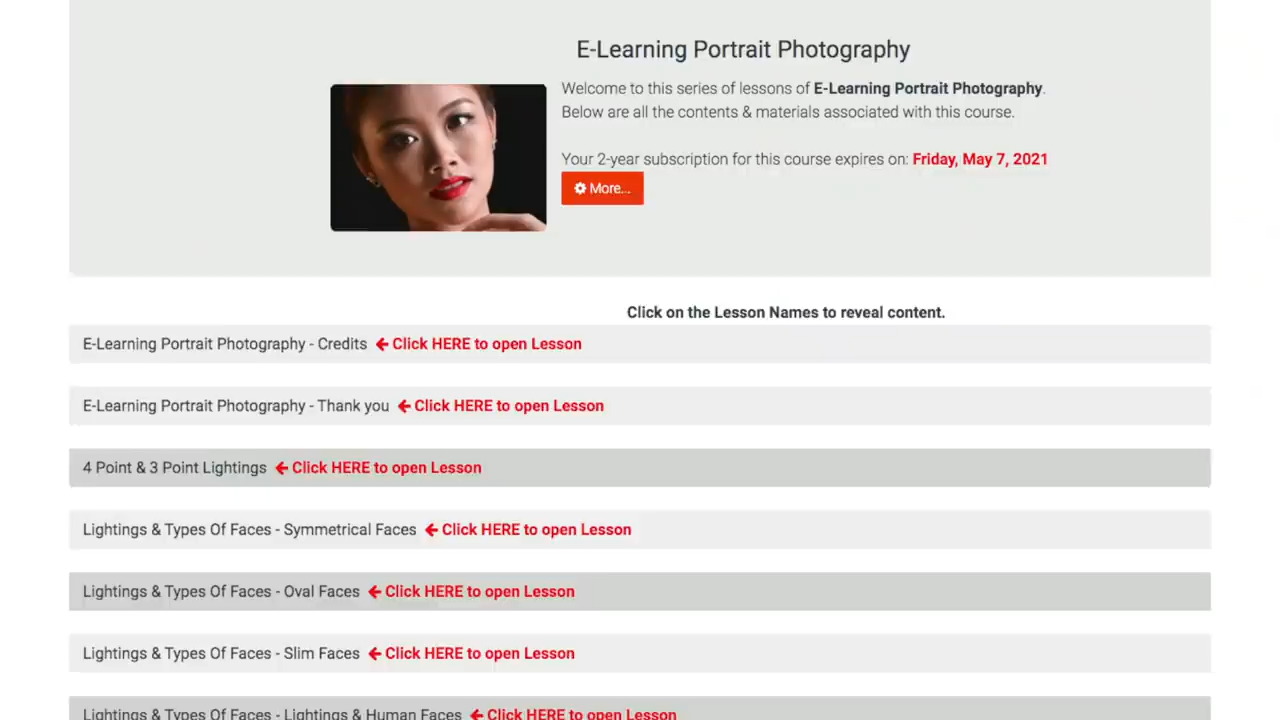 E-Learning Portrait Photography
Welcome to this series of lessons of E-Learning Portrait Photography.
Below are all the contents & materials associated with this course.
Your 2-year subscription for this course expires on: Friday, May 7, 2021
More...
Click on the Lesson Names to reveal content.
E-Learning Portrait Photography - Credits Click HERE to open Lesson
E-Learning Portrait Photography - Thank you Click HERE to open Lesson
4 Point & 3 Point Lightings Click HERE to open Lesson
Lightings & Types Of Faces - Symmetrical Faces Click HERE to open Lesson
Lightings & Types Of Faces - Oval Faces Click HERE to open Lesson
Lightings & Types Of Faces - Slim Faces Click HERE to open Lesson
Lightings & Types Of Faces - Lightings & Human Faces Click HERE to open Lesson